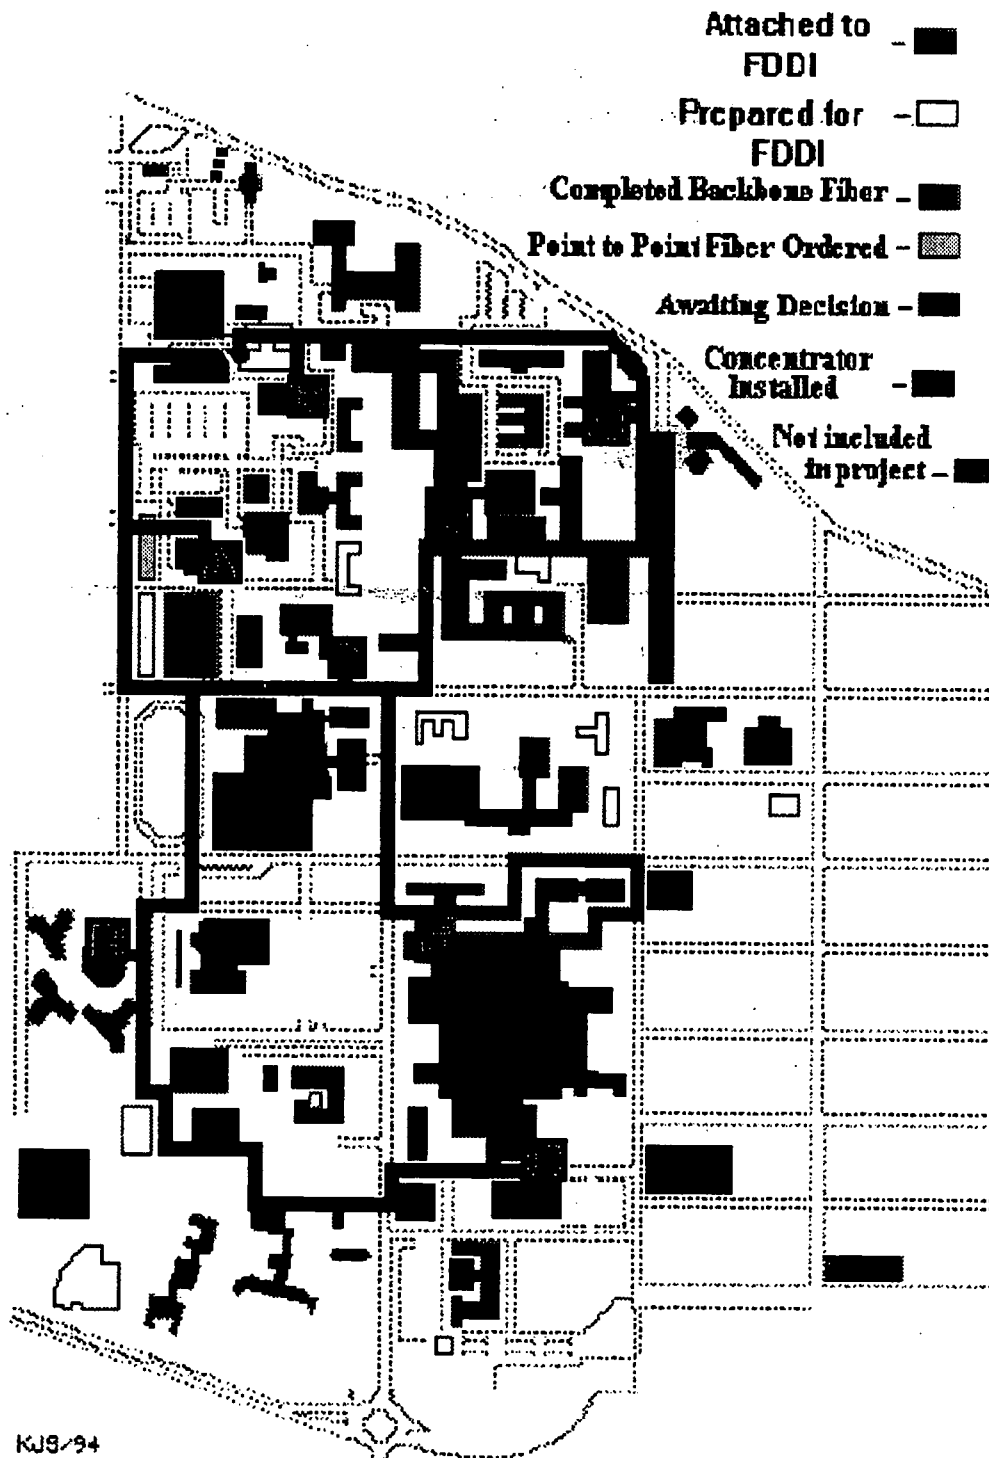 Attached to
FDDI
Prepared for
FDDI
Completed Backbone Fiber
Point to Point Fiber Ordered
Awaiting Decision
Concentrator
Installed
Not included
in project
KJS/94